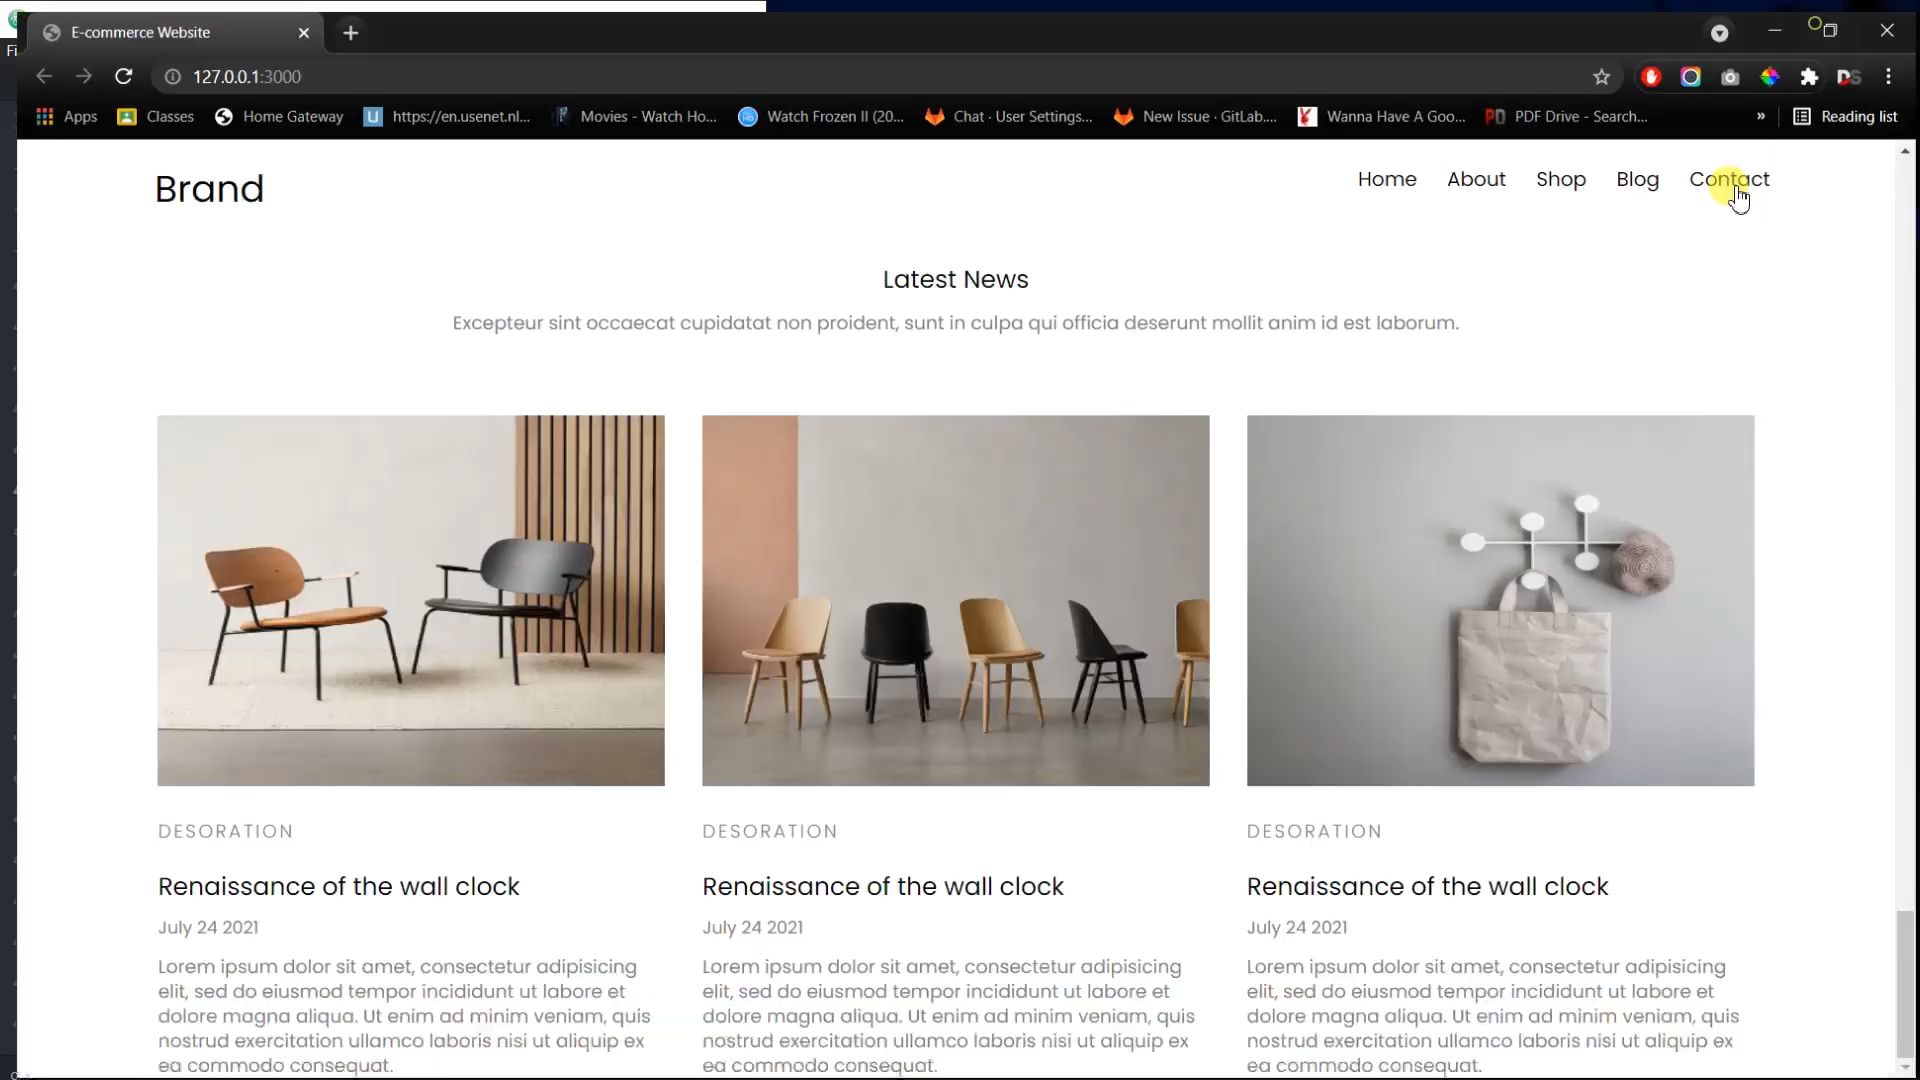 E-commerce Website
Fi
127.0.0.1:3000
Apps Classes Home Gateway U https://en.usenet.nl... Movies - Watch Ho... Watch Frozen II (20... Chat · User Settings... New Issue · GitLab.... Wanna Have A Goo... PD PDF Drive - Search... » Reading list
Brand
Home About Shop Blog Contact
Latest News
Excepteur sint occaecat cupidatat non proident, sunt in culpa qui officia deserunt mollit anim id est laborum.
DESORATION
Renaissance of the wall clock
July 24 2021
Lorem ipsum dolor sit amet, consectetur adipisicing
elit, sed do eiusmod tempor incididunt ut labore et
dolore magna aliqua. Ut enim ad minim veniam, quis
nostrud exercitation ullamco laboris nisi ut aliquip ex
ea commodo consequat.
DESORATION
Renaissance of the wall clock
July 24 2021
Lorem ipsum dolor sit amet, consectetur adipisicing
elit, sed do eiusmod tempor incididunt ut labore et
dolore magna aliqua. Ut enim ad minim veniam, quis
nostrud exercitation ullamco laboris nisi ut aliquip ex
ea commodo consequat.
DESORATION
Renaissance of the wall clock
July 24 2021
Lorem ipsum dolor sit amet, consectetur adipisicing
elit, sed do eiusmod tempor incididunt ut labore et
dolore magna aliqua. Ut enim ad minim veniam, quis
nostrud exercitation ullamco laboris nisi ut aliquip ex
ea commodo consequat.